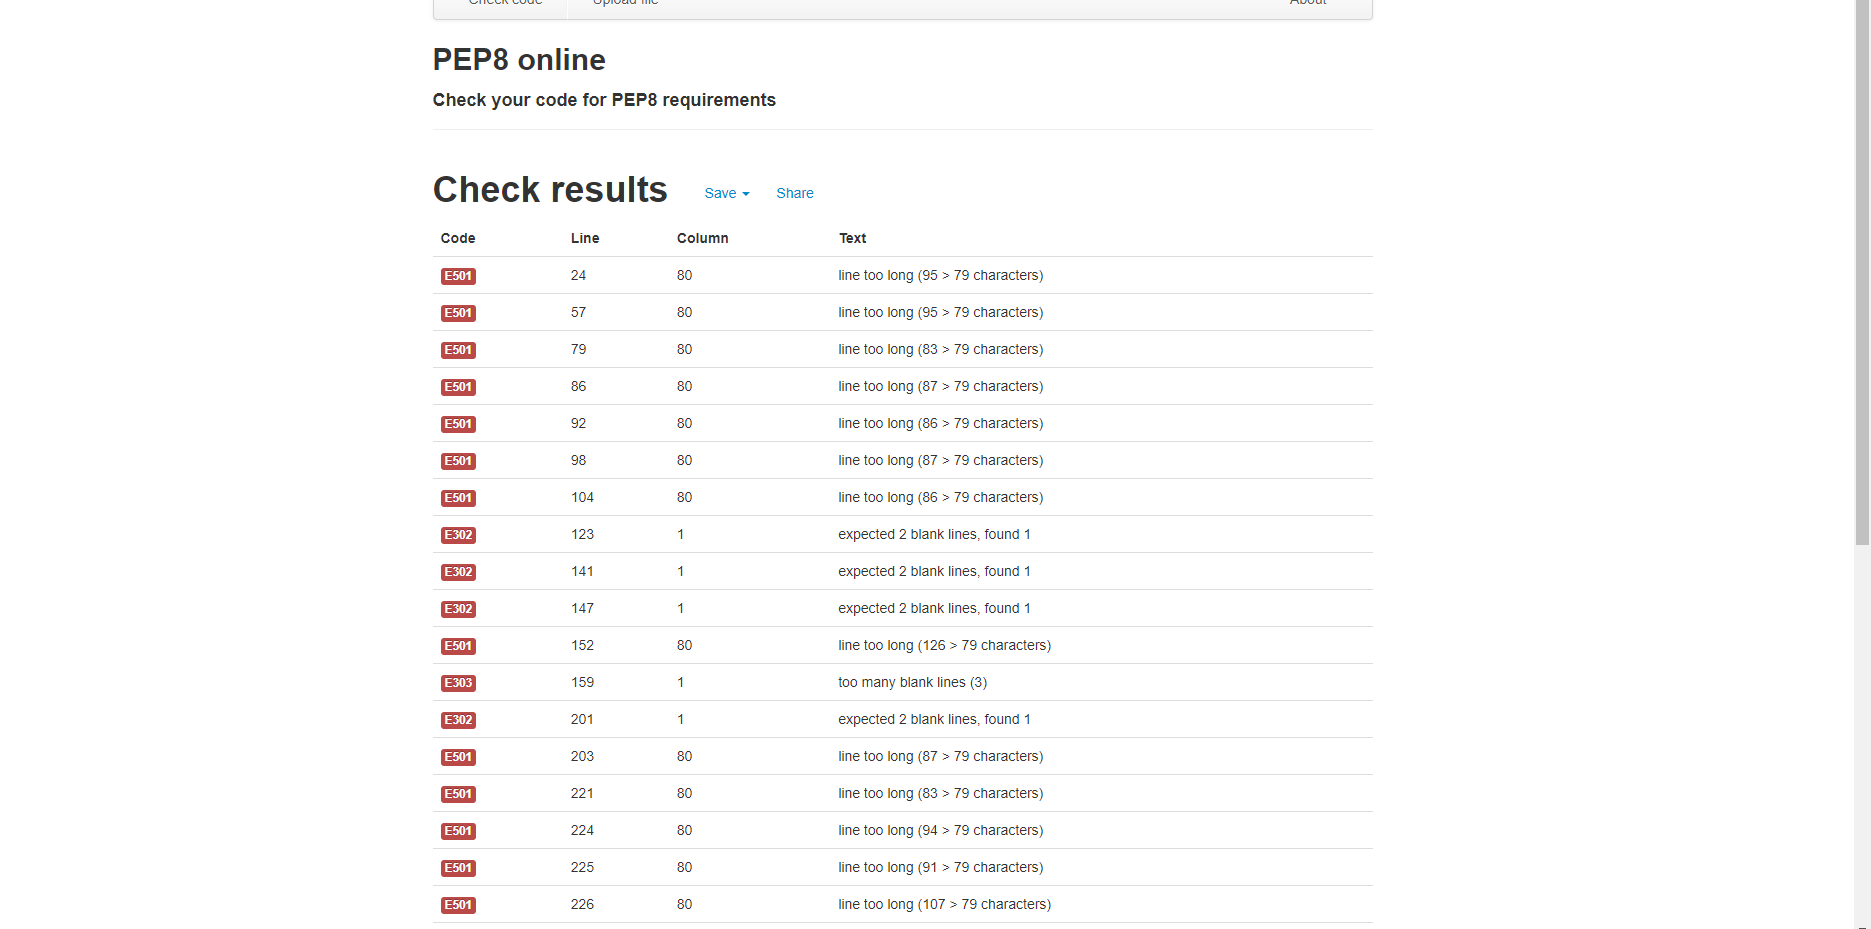 Check code Upload file About
PEP8 online
Check your code for PEP8 requirements
Check results Save Share
Code Line Column Text
E501 24 80 line too long (95 > 79 characters)
E501 57 80 line too long (95 > 79 characters)
E501 79 80 line too long (83 > 79 characters)
E501 86 80 line too long (87 > 79 characters)
E501 92 80 line too long (86 > 79 characters)
E501 98 80 line too long (87 > 79 characters)
E501 104 80 line too long (86 > 79 characters)
E302 123 1 expected 2 blank lines, found 1
E302 141 1 expected 2 blank lines, found 1
E302 147 1 expected 2 blank lines, found 1
E501 152 80 line too long (126 > 79 characters)
E303 159 1 too many blank lines (3)
E302 201 1 expected 2 blank lines, found 1
E501 203 80 line too long (87 > 79 characters)
E501 221 80 line too long (83 > 79 characters)
E501 224 80 line too long (94 > 79 characters)
E501 225 80 line too long (91 > 79 characters)
E501 226 80 line too long (107 > 79 characters)